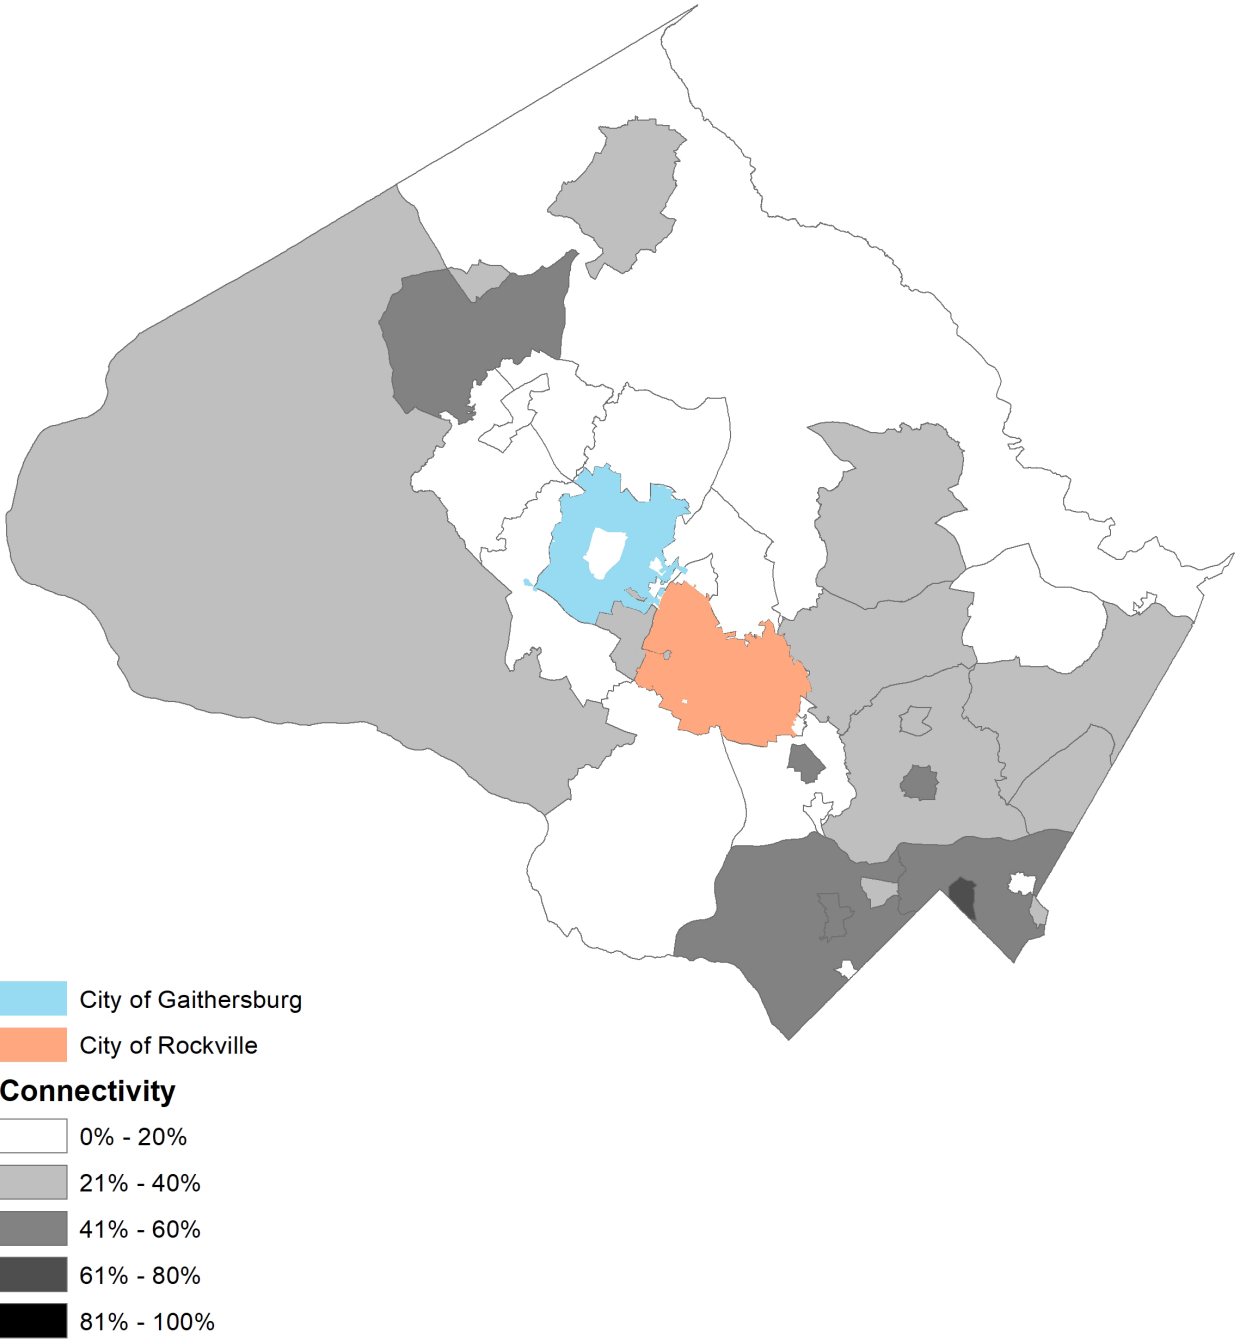 City of Gaithersburg
City of Rockville
Connectivity
0% - 20%
21% - 40%
41% - 60%
61% - 80%
81% - 100%